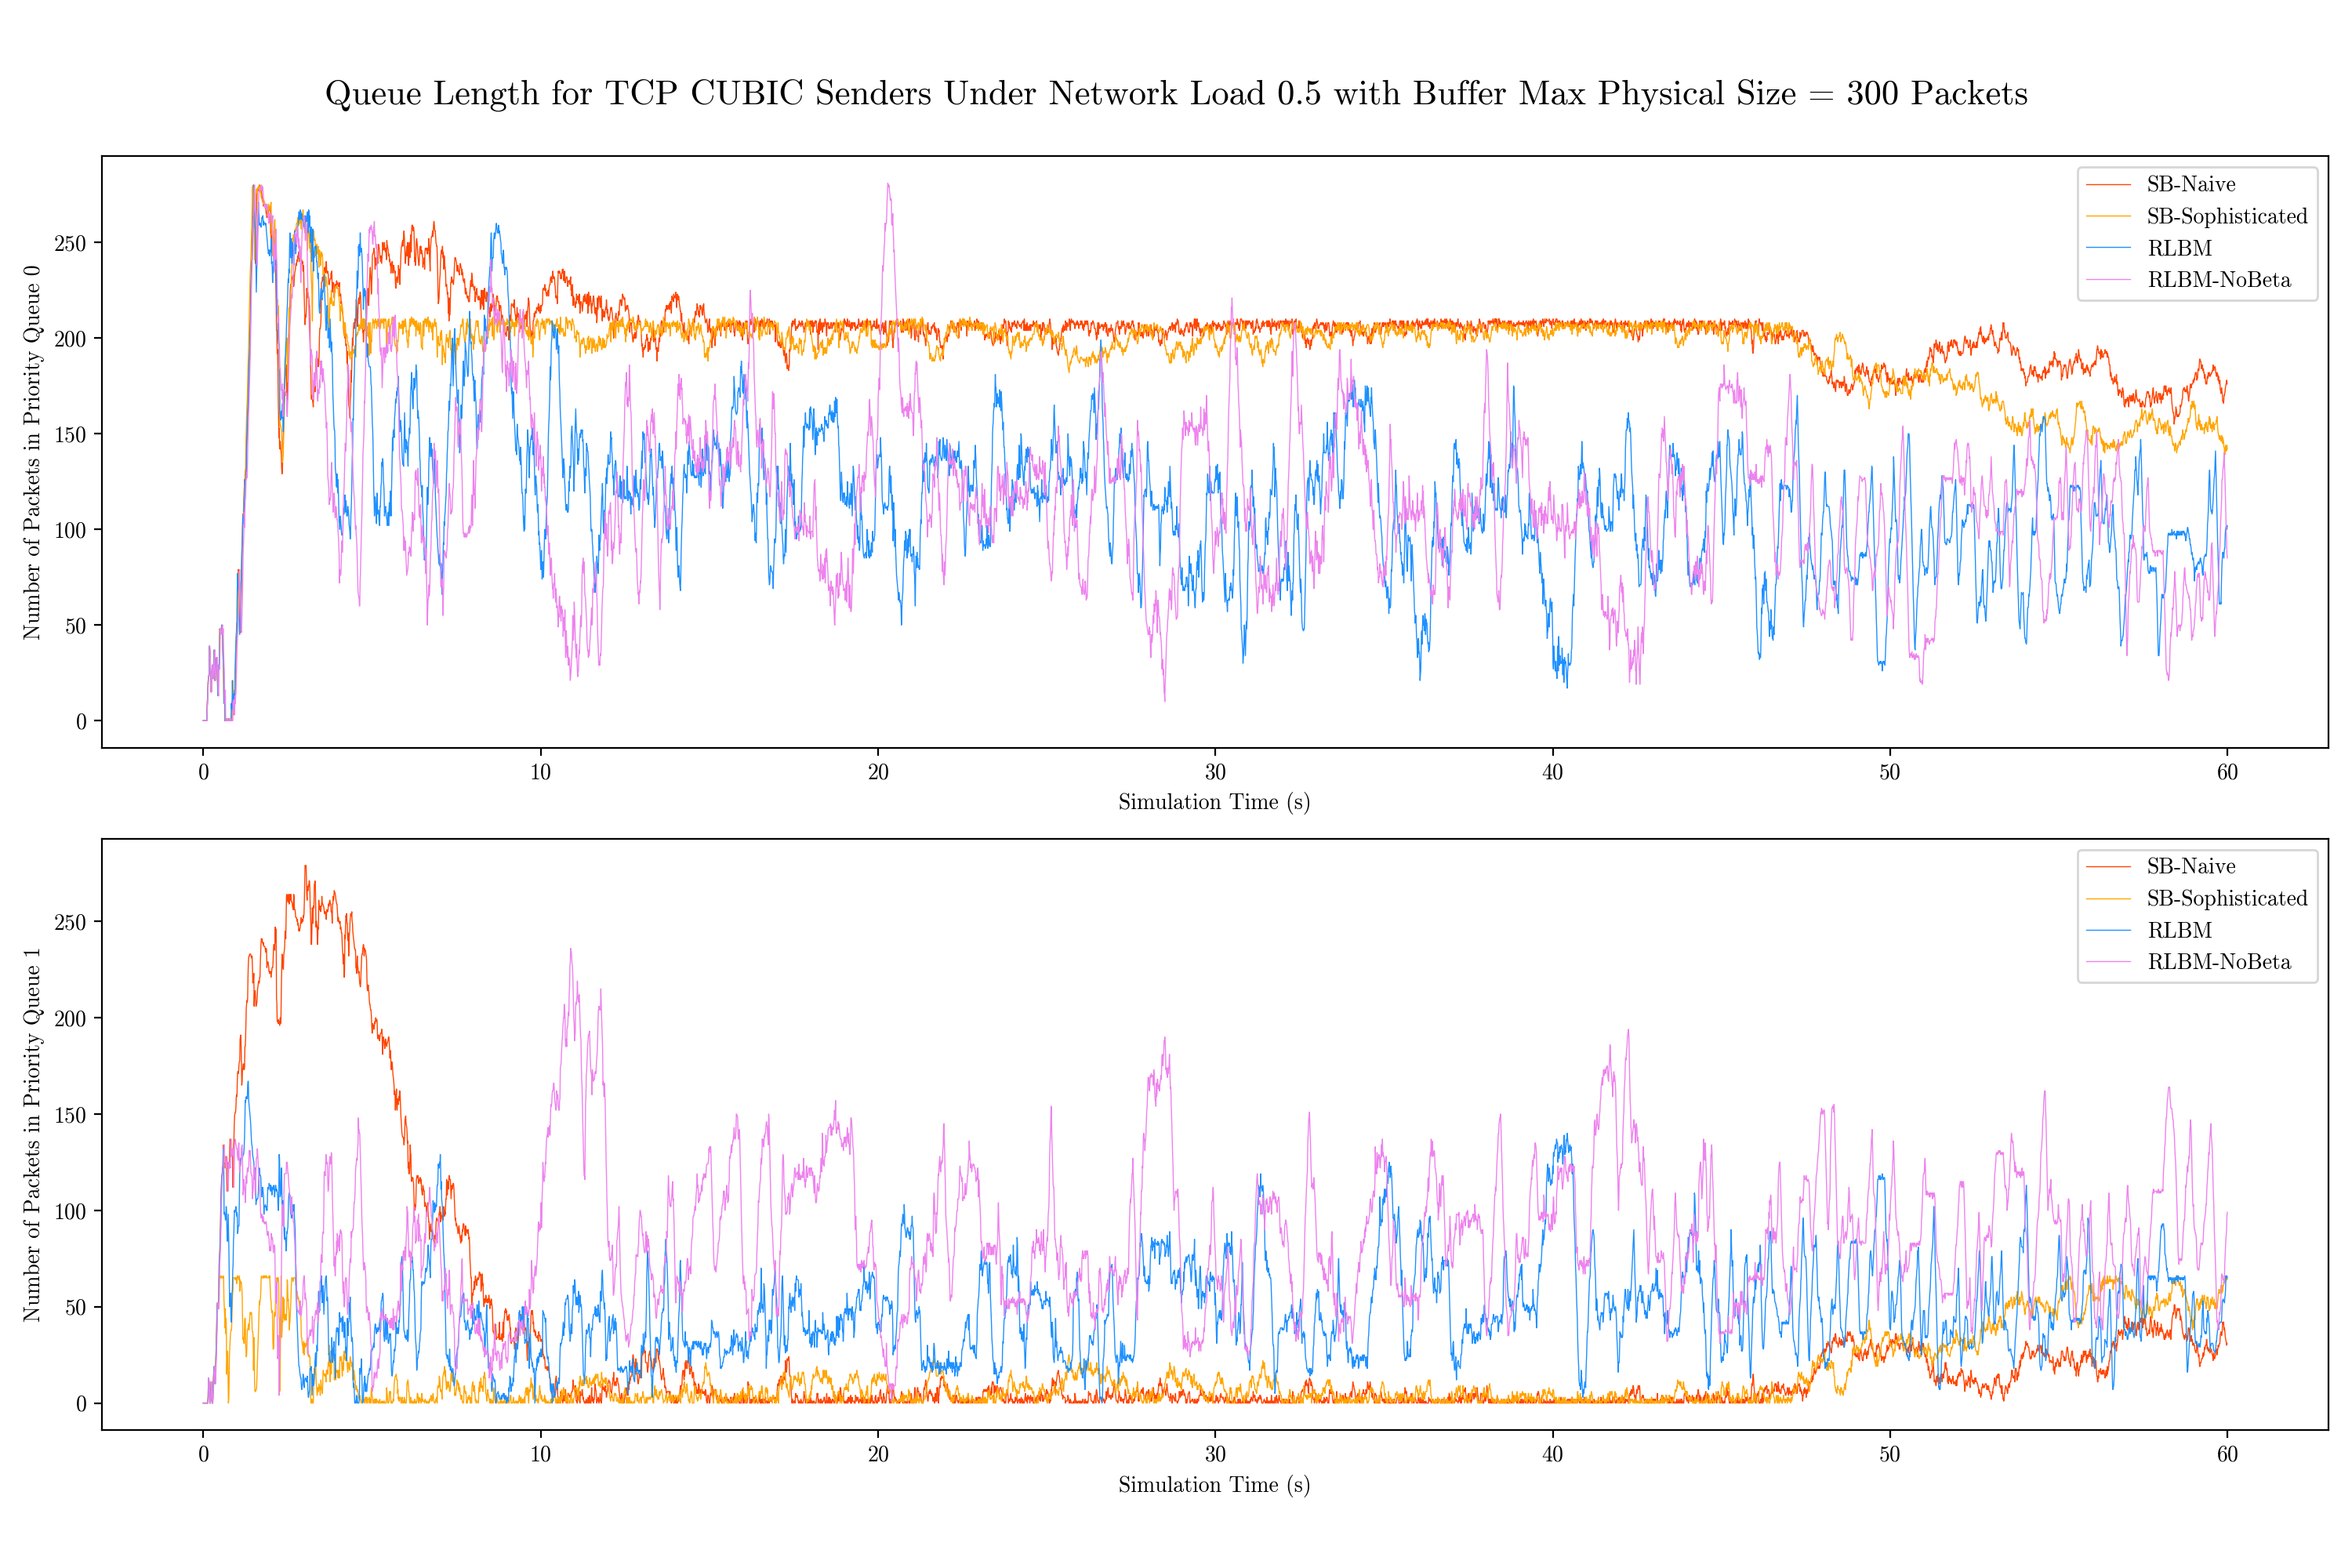 Queue Length for TCP CUBIC Senders Under Network Load 0.5 with Buffer Max Physical Size = 300 Packets
Number of Packets in Priority Queue 0
250
200
150
100
50
0
SB-Naive
SB-Sophisticated
RLBM
RLBM-NoBeta
0 10 20 30 40 50 60
Simulation Time (s)
Number of Packets in Priority Queue 1
250
200
150
100
50
0
SB-Naive
SB-Sophisticated
RLBM
RLBM-NoBeta
0 10 20 30 40 50 60
Simulation Time (s)